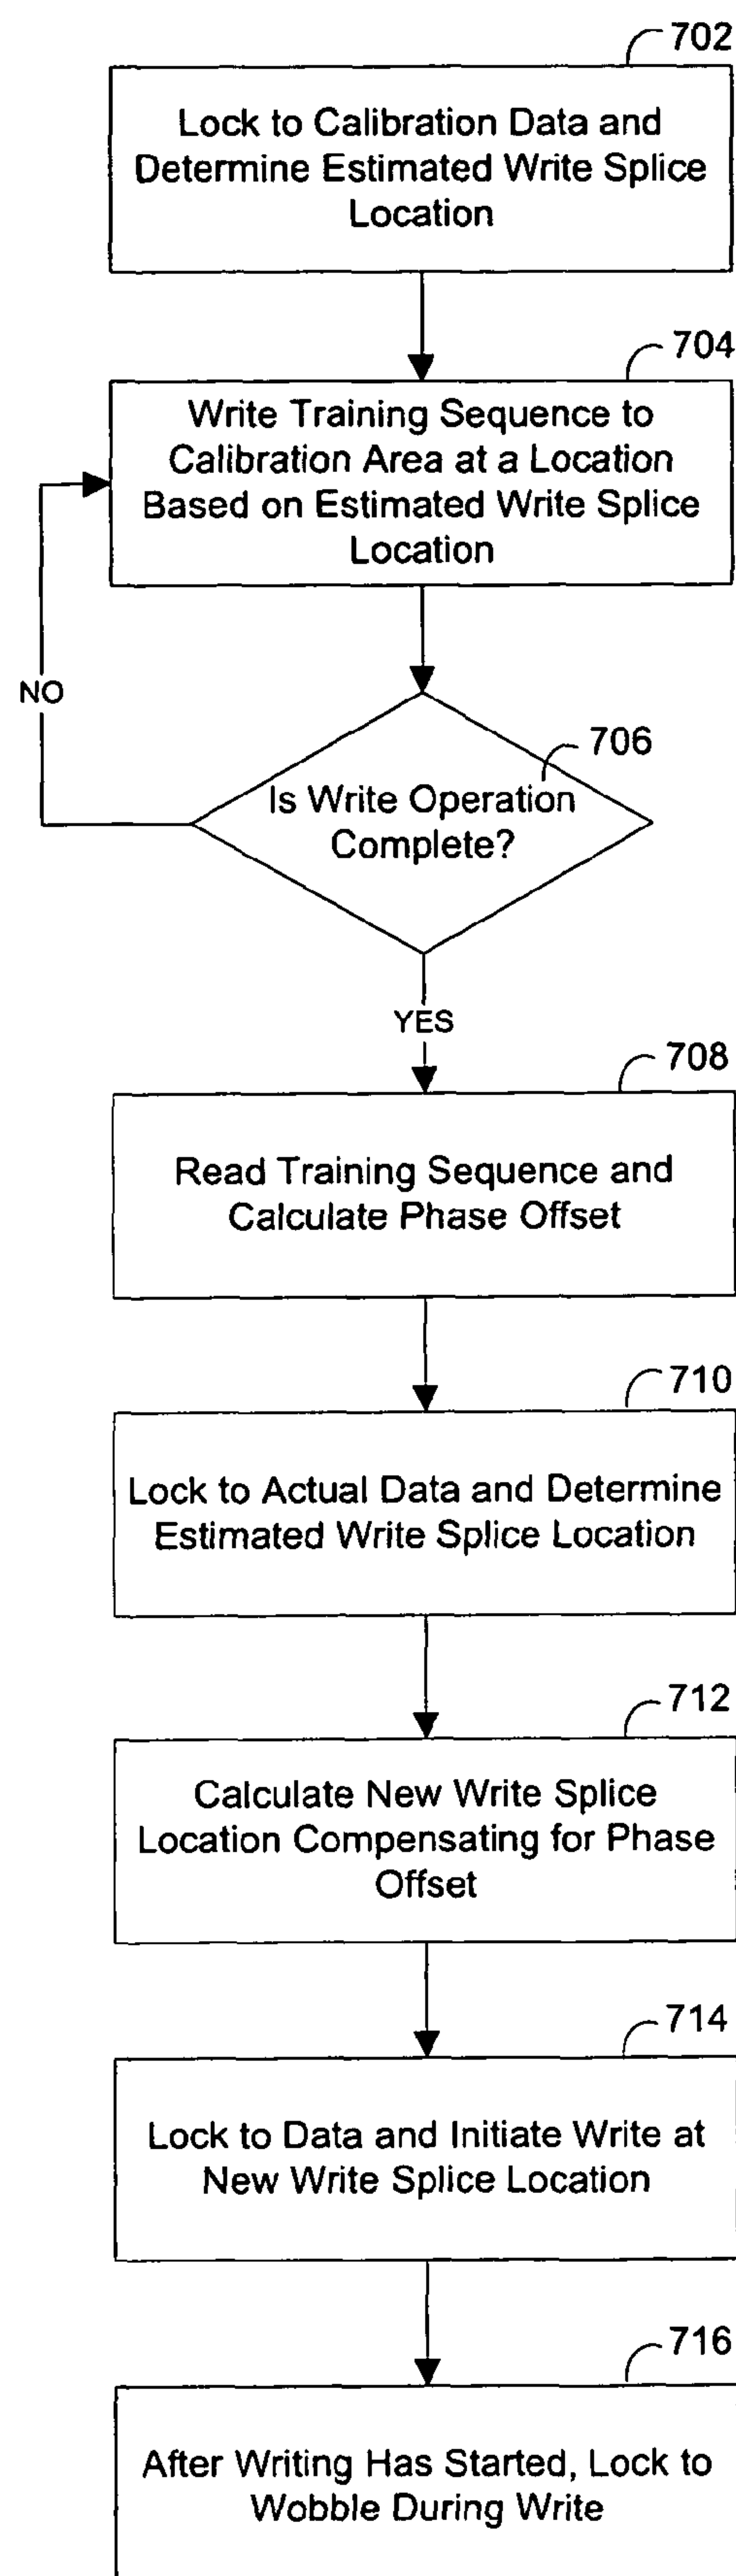 702
Lock to Calibration Data and
Determine Estimated Write Splice
Location
704
Write Training Sequence to
Calibration Area at a Location
Based on Estimated Write Splice
Location
NO
706
Is Write Operation
Complete?
YES
708
Read Training Sequence and
Calculate Phase Offset
710
Lock to Actual Data and Determine
Estimated Write Splice Location
712
Calculate New Write Splice
Location Compensating for Phase
Offset
714
Lock to Data and Initiate Write at
New Write Splice Location
716
After Writing Has Started, Lock to
Wobble During Write